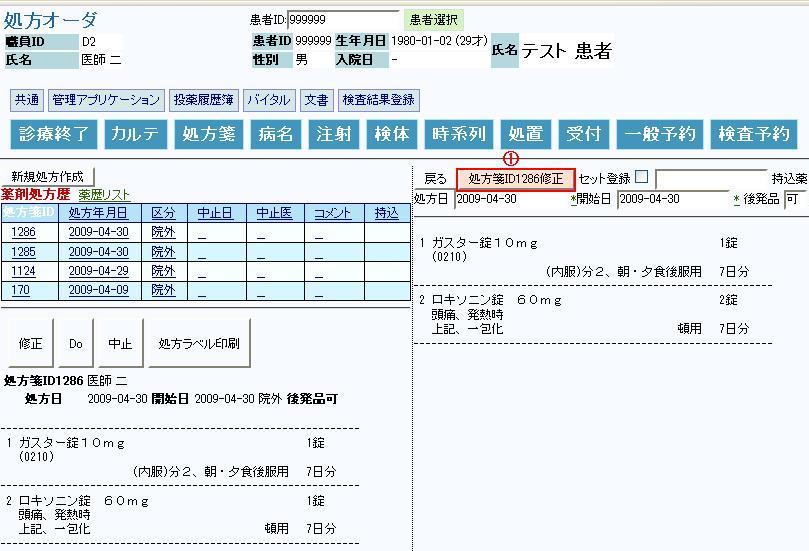 処方オーダ
患者ID: 999999 患者選択
職員ID D2
氏名 医師 二
患者ID 999999 生年月日 1980-01-02 (29才) 氏名 テスト 患者
性別 男 入院日 -
共通 管理アプリケーション 投薬履歴簿 バイタル 文書 検査結果登録
診療終了 カルテ 処方箋 病名 注射 検体 時系列 処置 受付 一般予約 検査予約
①
新規処方作成
薬剤処方歴 薬歴リスト
処方箋ID 処方年月日 区分 中止日 中止医 コメント 持込
1286 2009-04-30 院外 _ _ _
1285 2009-04-30 院外 _ _ _
1124 2009-04-29 院外 _ _ _
170 2009-04-09 院外 _ _ _
修正 Do 中止 処方ラベル印刷
処方箋ID1286 医師 二
処方日 2009-04-30 開始日 2009-04-30 院外 後発品可
1 ガスター錠１０ｍｇ 1錠
(0210)
(内服)分２、朝・夕食後服用 7日分
2 ロキソニン錠 ６０ｍｇ 1錠
頭痛、発熱時
上記、一包化 頓用 7日分
戻る 処方箋ID1286修正 セット登録 持込薬
処方日 2009-04-30 *開始日 2009-04-30 * 後発品 可
1 ガスター錠１０ｍｇ 1錠
(0210)
(内服)分２、朝・夕食後服用 7日分
2 ロキソニン錠 ６０ｍｇ 2錠
頭痛、発熱時
上記、一包化 頓用 7日分